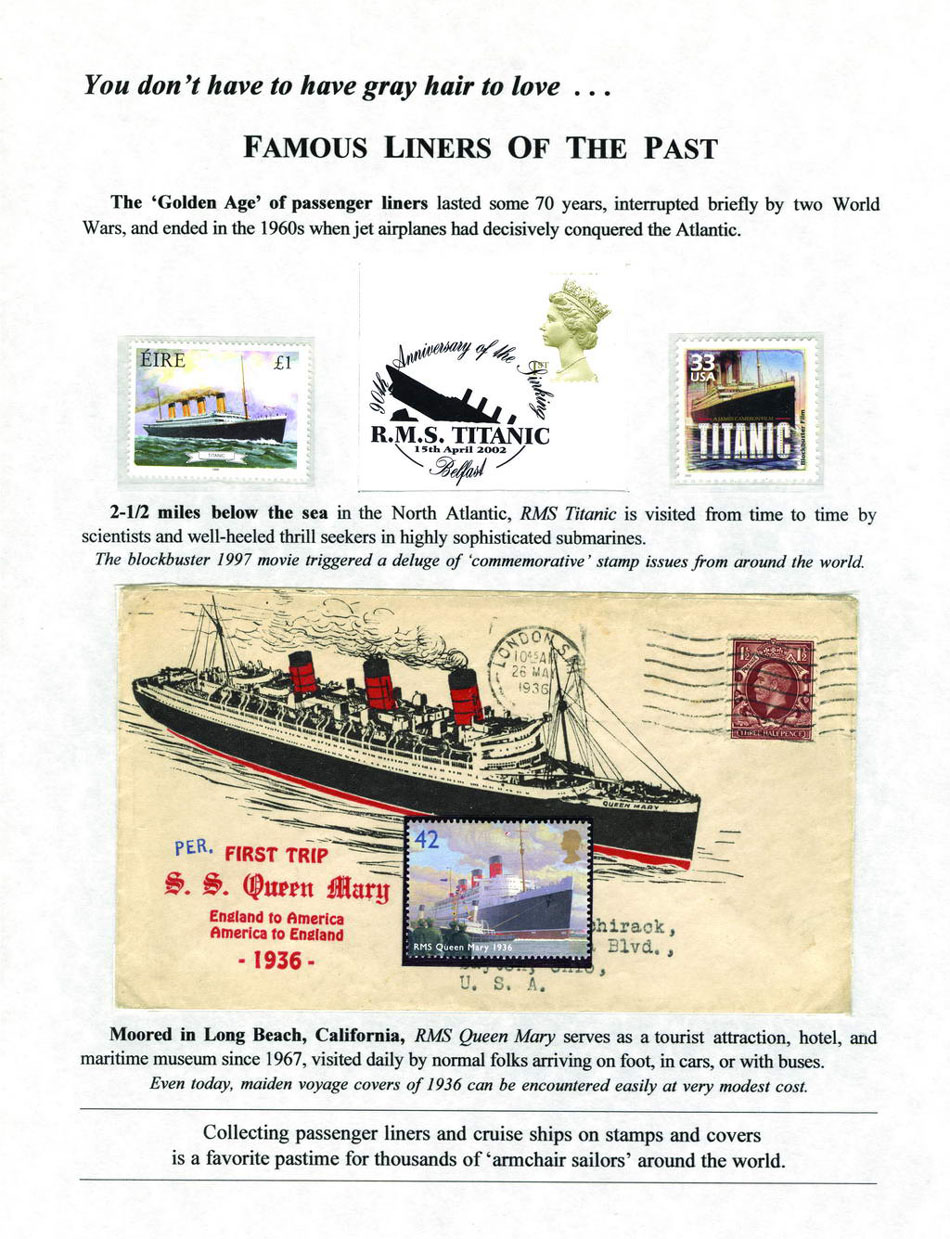 You don't have to have gray hair to love . . .
FAMOUS LINERS OF THE PAST
The 'Golden Age' of passenger liners lasted some 70 years, interrupted briefly by two World
Wars, and ended in the 1960s when jet airplanes had decisively conquered the Atlantic.
ÉIRE £1
TITANIC
90th Anniversary of the Sinking
R.M.S. TITANIC
15th April 2002
Belfast
1ST
33
USA
A JAMES CAMERON FILM
TITANIC
Blockbuster Film
2-1/2 miles below the sea in the North Atlantic, RMS Titanic is visited from time to time by
scientists and well-heeled thrill seekers in highly sophisticated submarines.
The blockbuster 1997 movie triggered a deluge of 'commemorative' stamp issues from around the world.
LONDON S.
10 45 AM
26 MA
1936
1½ 1½
THREE HALFPENCE
QUEEN MARY
PER. FIRST TRIP
S. S. Queen Mary
England to America
America to England
- 1936 -
42
RMS Queen Mary 1936
hirack,
Blvd.,
U. S. A.
Moored in Long Beach, California, RMS Queen Mary serves as a tourist attraction, hotel, and
maritime museum since 1967, visited daily by normal folks arriving on foot, in cars, or with buses.
Even today, maiden voyage covers of 1936 can be encountered easily at very modest cost.
Collecting passenger liners and cruise ships on stamps and covers
is a favorite pastime for thousands of 'armchair sailors' around the world.